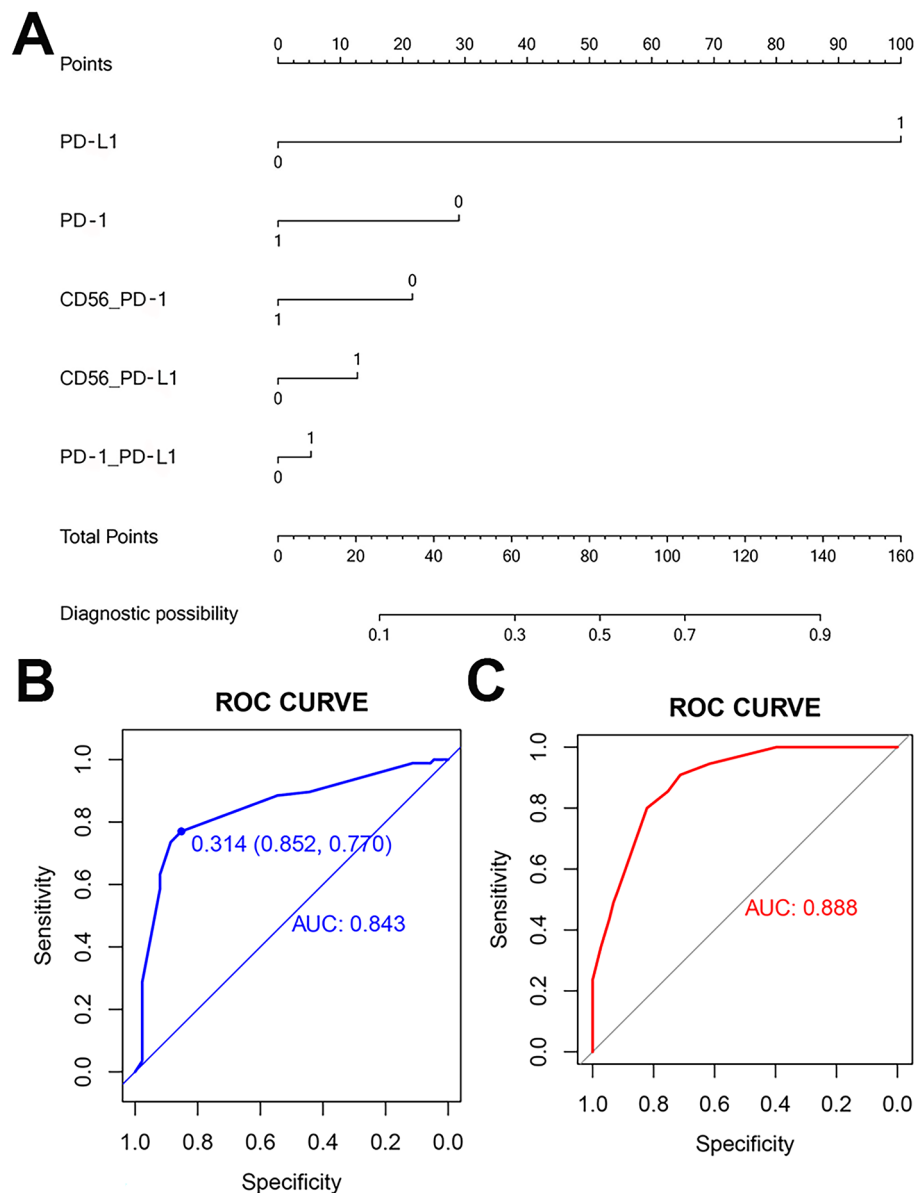 A
0 10 20 30 40 50 60 70 80 90 100
Points
1
PD-L1
0
0
PD-1
1
0
CD56_PD-1
1
1
CD56_PD-L1
0
1
PD-1_PD-L1
0
Total Points
0 20 40 60 80 100 120 140 160
Diagnostic possibility
0.1 0.3 0.5 0.7 0.9
B
ROC CURVE
Sensitivity
0.0 0.2 0.4 0.6 0.8 1.0
0.314 (0.852, 0.770)
AUC: 0.843
1.0 0.8 0.6 0.4 0.2 0.0
Specificity
C
ROC CURVE
Sensitivity
0.0 0.2 0.4 0.6 0.8 1.0
AUC: 0.888
1.0 0.8 0.6 0.4 0.2 0.0
Specificity